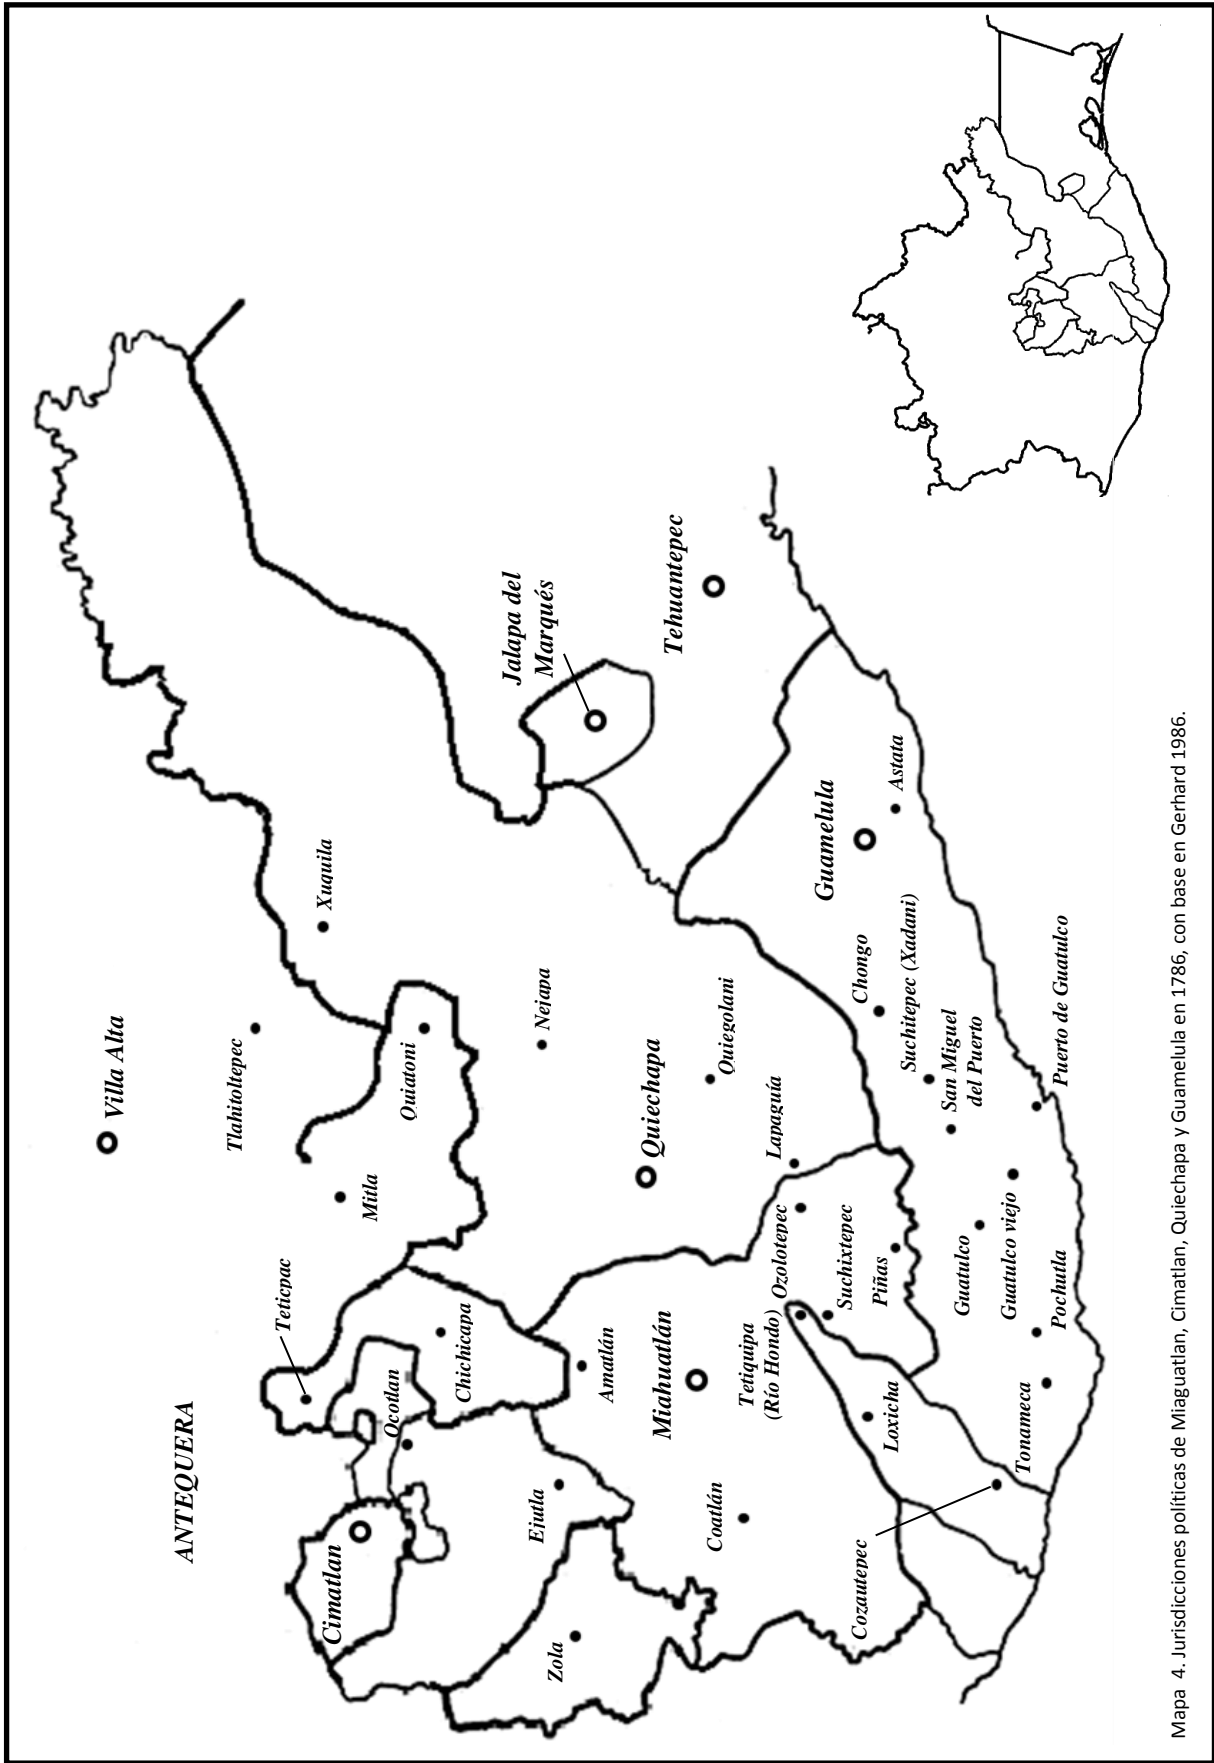 ANTEQUERA
Villa Alta
Teticpac
Tlahitoltepec
Cimatlan
Mitla
Xuquila
Ocotlan
Quiatoni
Chichicapa
Ejutla
Nejapa
Jalapa del
Marqués
Zola
Amatlán
Quiechapa
Miahuatlán
Tehuantepec
Coatlán
Quiegolani
Tetiquipa
(Río Hondo)
Ozolotepec
Lapaguía
Suchixtepec
Guamelula
Cozautepec
Chongo
Piñas
Loxicha
Astata
Suchitepec (Xadani)
San Miguel
del Puerto
Guatulco
Guatulco viejo
Tonameca
Pochutla
Puerto de Guatulco
Mapa 4. Jurisdicciones políticas de Miaguatlan, Cimatlan, Quiechapa y Guamelula en 1786, con base en Gerhard 1986.